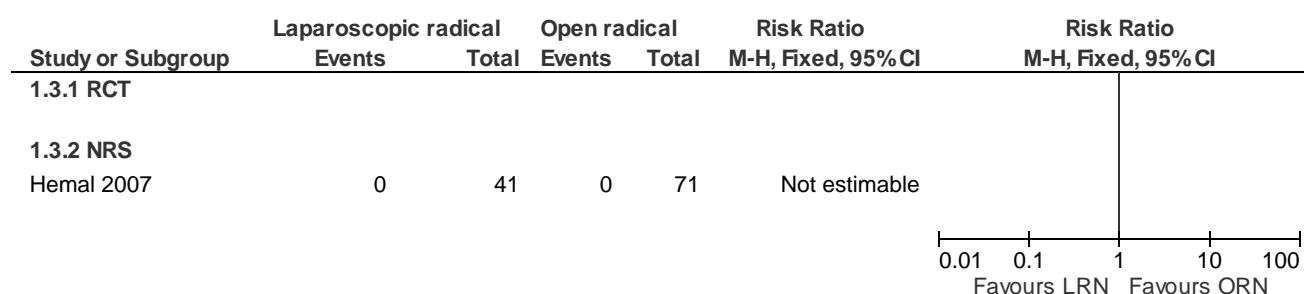 Laparoscopic radical Open radical Risk Ratio Risk Ratio
Study or Subgroup Events Total Events Total M-H, Fixed, 95% CI M-H, Fixed, 95% CI
1.3.1 RCT
1.3.2 NRS
Hemal 2007 0 41 0 71 Not estimable
0.01 0.1 1 10 100
Favours LRN Favours ORN